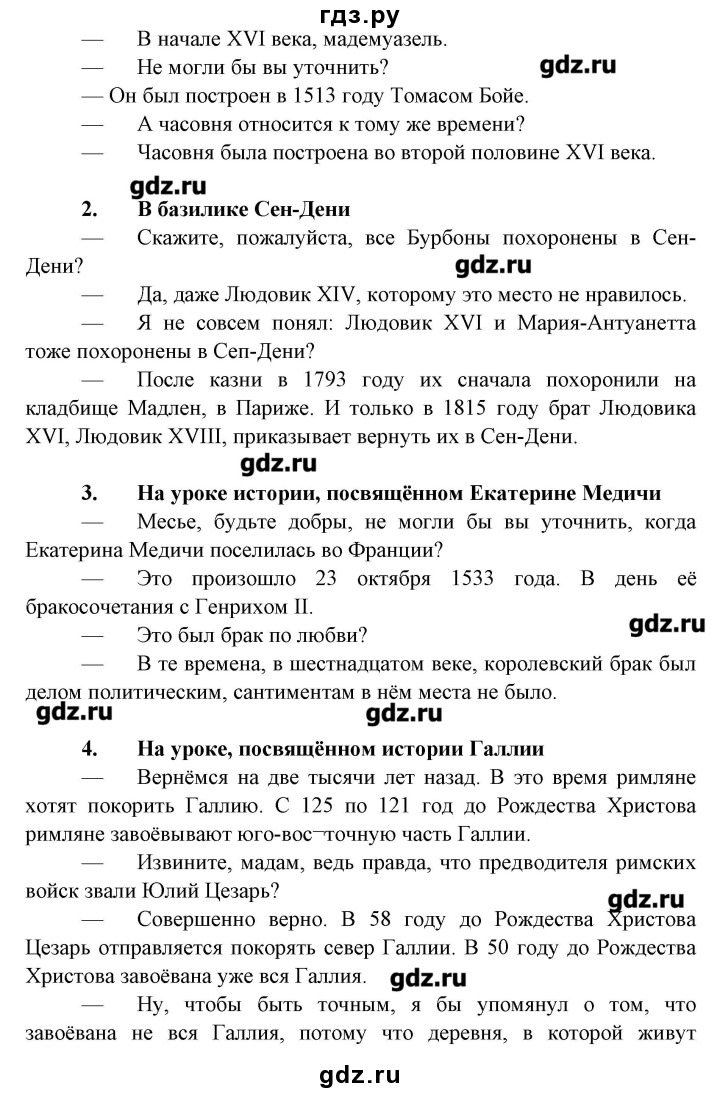 гдз.ру
— В начале XVI века, мадемуазель.
— Не могли бы вы уточнить?
gdz.ru
— Он был построен в 1513 году Томасом Бойе.
— А часовня относится к тому же времени?
— Часовня была построена во второй половине XVI века.
gdz.ru
2. В базилике Сен-Дени
— Скажите, пожалуйста, все Бурбоны похоронены в Сен-
Дени?
gdz.ru
— Да, даже Людовик XIV, которому это место не нравилось.
— Я не совсем понял: Людовик XVI и Мария-Антуанетта
тоже похоронены в Сеп-Дени?
— После казни в 1793 году их сначала похоронили на
кладбище Мадлен, в Париже. И только в 1815 году брат Людовика
XVI, Людовик XVIII, приказывает вернуть их в Сен-Дени.
gdz.ru
3. На уроке истории, посвящённом Екатерине Медичи
— Месье, будьте добры, не могли бы вы уточнить, когда
Екатерина Медичи поселилась во Франции?
— Это произошло 23 октября 1533 года. В день её
бракосочетания с Генрихом II.
gdz.ru
— Это был брак по любви?
— В те времена, в шестнадцатом веке, королевский брак был
делом политическим, сантиментам в нём места не было.
gdz.ru gdz.ru
4. На уроке, посвящённом истории Галлии
— Вернёмся на две тысячи лет назад. В это время римляне
хотят покорить Галлию. С 125 по 121 год до Рождества Христова
римляне завоёвывают юго-вос¬точную часть Галлии.
— Извините, мадам, ведь правда, что предводителя римских
войск звали Юлий Цезарь?
gdz.ru
— Совершенно верно. В 58 году до Рождества Христова
Цезарь отправляется покорять север Галлии. В 50 году до Рождества
Христова завоёвана уже вся Галлия.
gdz.ru
— Ну, чтобы быть точным, я бы упомянул о том, что
завоёвана не вся Галлия, потому что деревня, в которой живут
gdz.ru